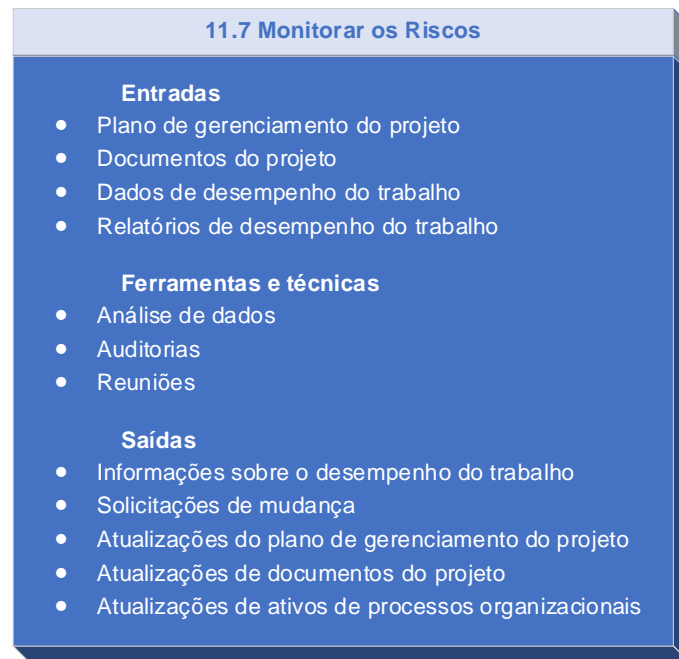 11.7 Monitorar os Riscos
Entradas
• Plano de gerenciamento do projeto
• Documentos do projeto
• Dados de desempenho do trabalho
• Relatórios de desempenho do trabalho
Ferramentas e técnicas
• Análise de dados
• Auditorias
• Reuniões
Saídas
• Informações sobre o desempenho do trabalho
• Solicitações de mudança
• Atualizações do plano de gerenciamento do projeto
• Atualizações de documentos do projeto
• Atualizações de ativos de processos organizacionais